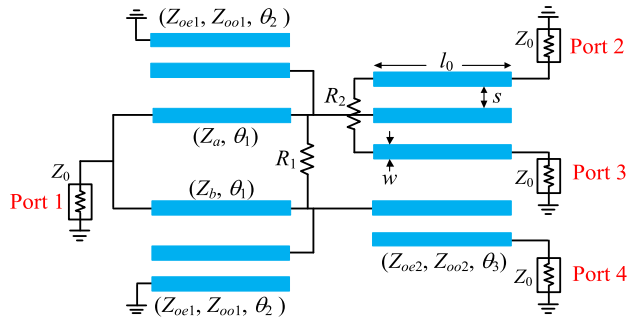 (Zoe1, Zoo1, θ2)
Z0
Port 2
l0
R2
s
(Za, θ1)
R1
w
Z0
Port 3
Z0
Port 1
(Zb, θ1)
(Zoe2, Zoo2, θ3)
Z0
Port 4
(Zoe1, Zoo1, θ2 )